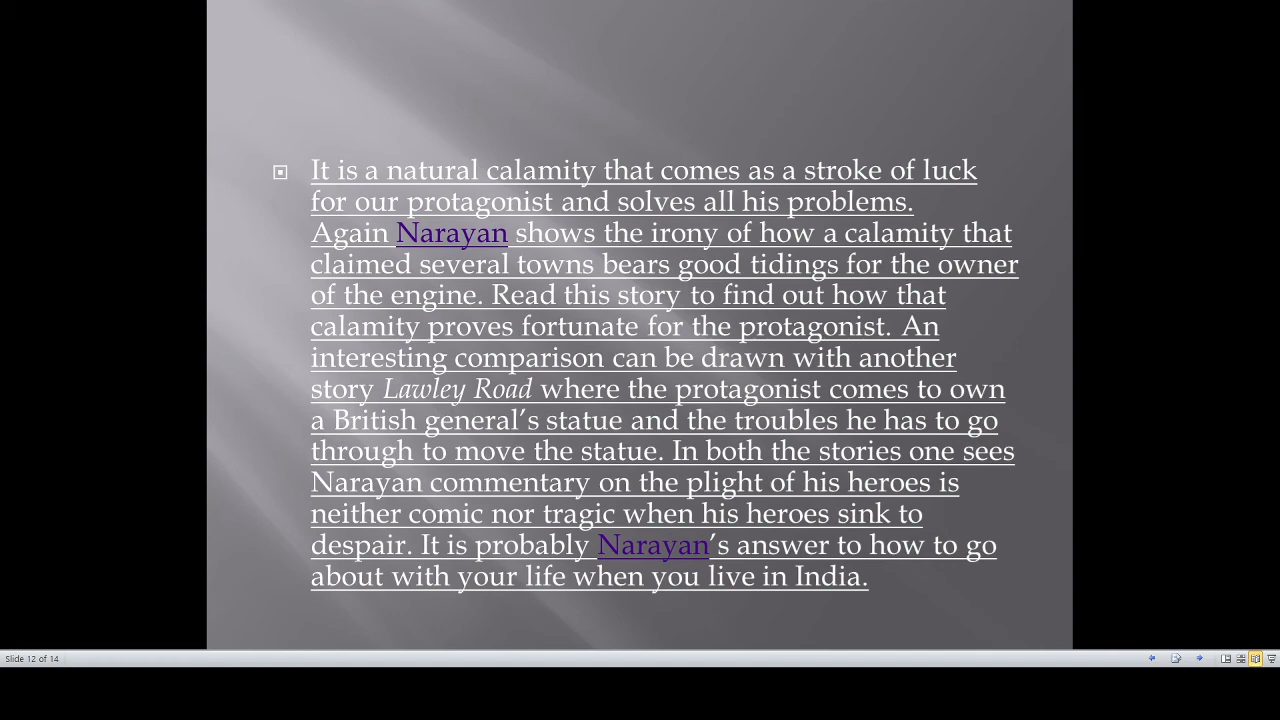 It is a natural calamity that comes as a stroke of luck
for our protagonist and solves all his problems.
Again Narayan shows the irony of how a calamity that
claimed several towns bears good tidings for the owner
of the engine. Read this story to find out how that
calamity proves fortunate for the protagonist. An
interesting comparison can be drawn with another
story Lawley Road where the protagonist comes to own
a British general’s statue and the troubles he has to go
through to move the statue. In both the stories one sees
Narayan commentary on the plight of his heroes is
neither comic nor tragic when his heroes sink to
despair. It is probably Narayan’s answer to how to go
about with your life when you live in India.
Slide 12 of 14